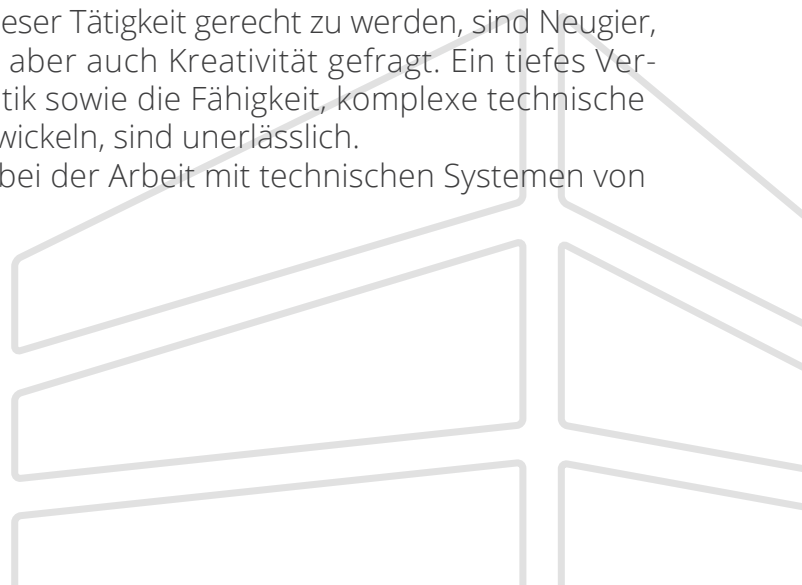 eser Tätigkeit gerecht zu werden, sind Neugier,
aber auch Kreativität gefragt. Ein tiefes Ver-
tik sowie die Fähigkeit, komplexe technische
wickeln, sind unerlässlich.
bei der Arbeit mit technischen Systemen von